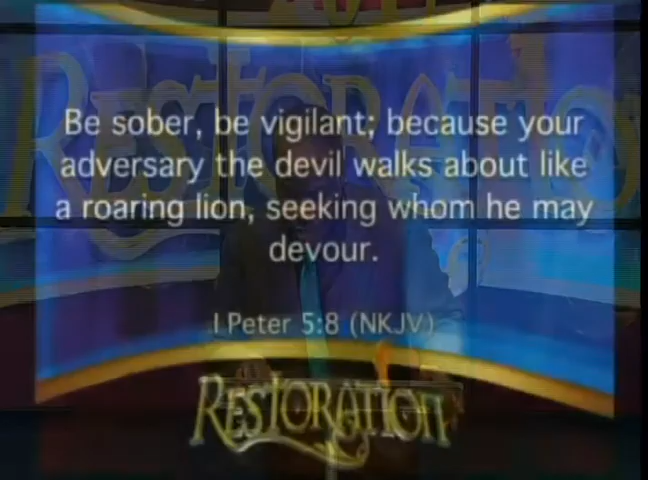 RESTORATION
Be sober, be vigilant; because your
adversary the devil walks about like
a roaring lion, seeking whom he may
devour.
I Peter 5:8 (NKJV)
RESTORATION